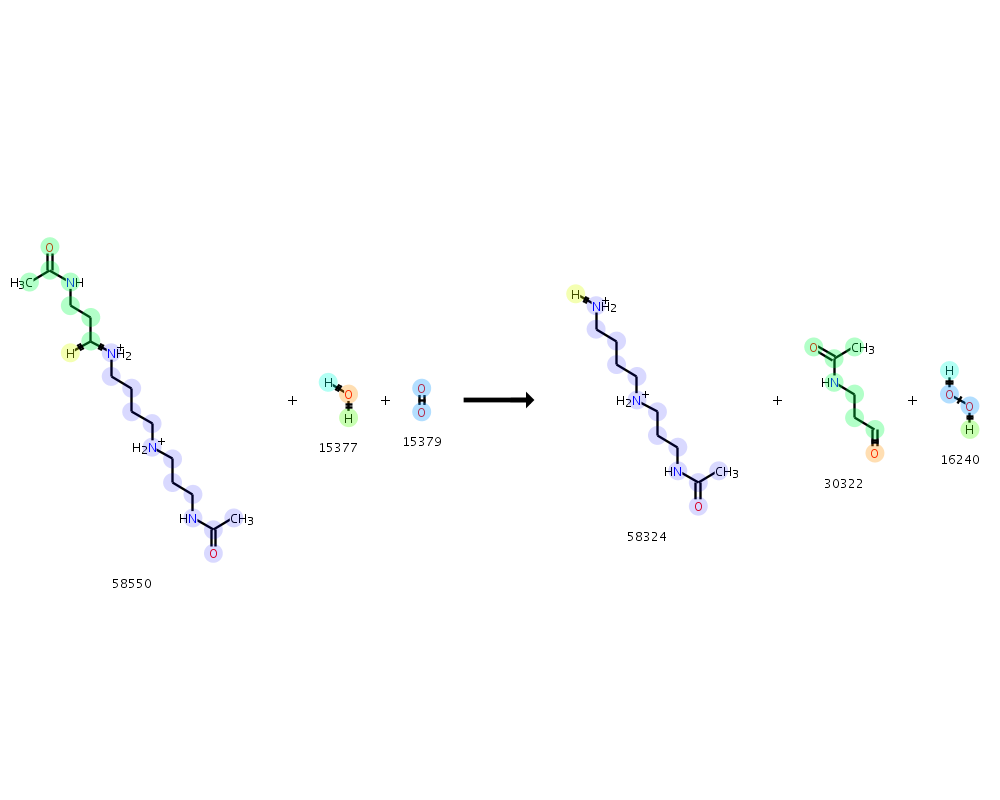 O
H₃C NH
H NH₂⁺
H₂N⁺
HN CH₃
O
58550
+
H O
H
15377
+
O
O
15379
H NH₂⁺
H₂N⁺
HN CH₃
O
58324
+
O CH₃
HN
O
30322
+
H
O O
H
16240